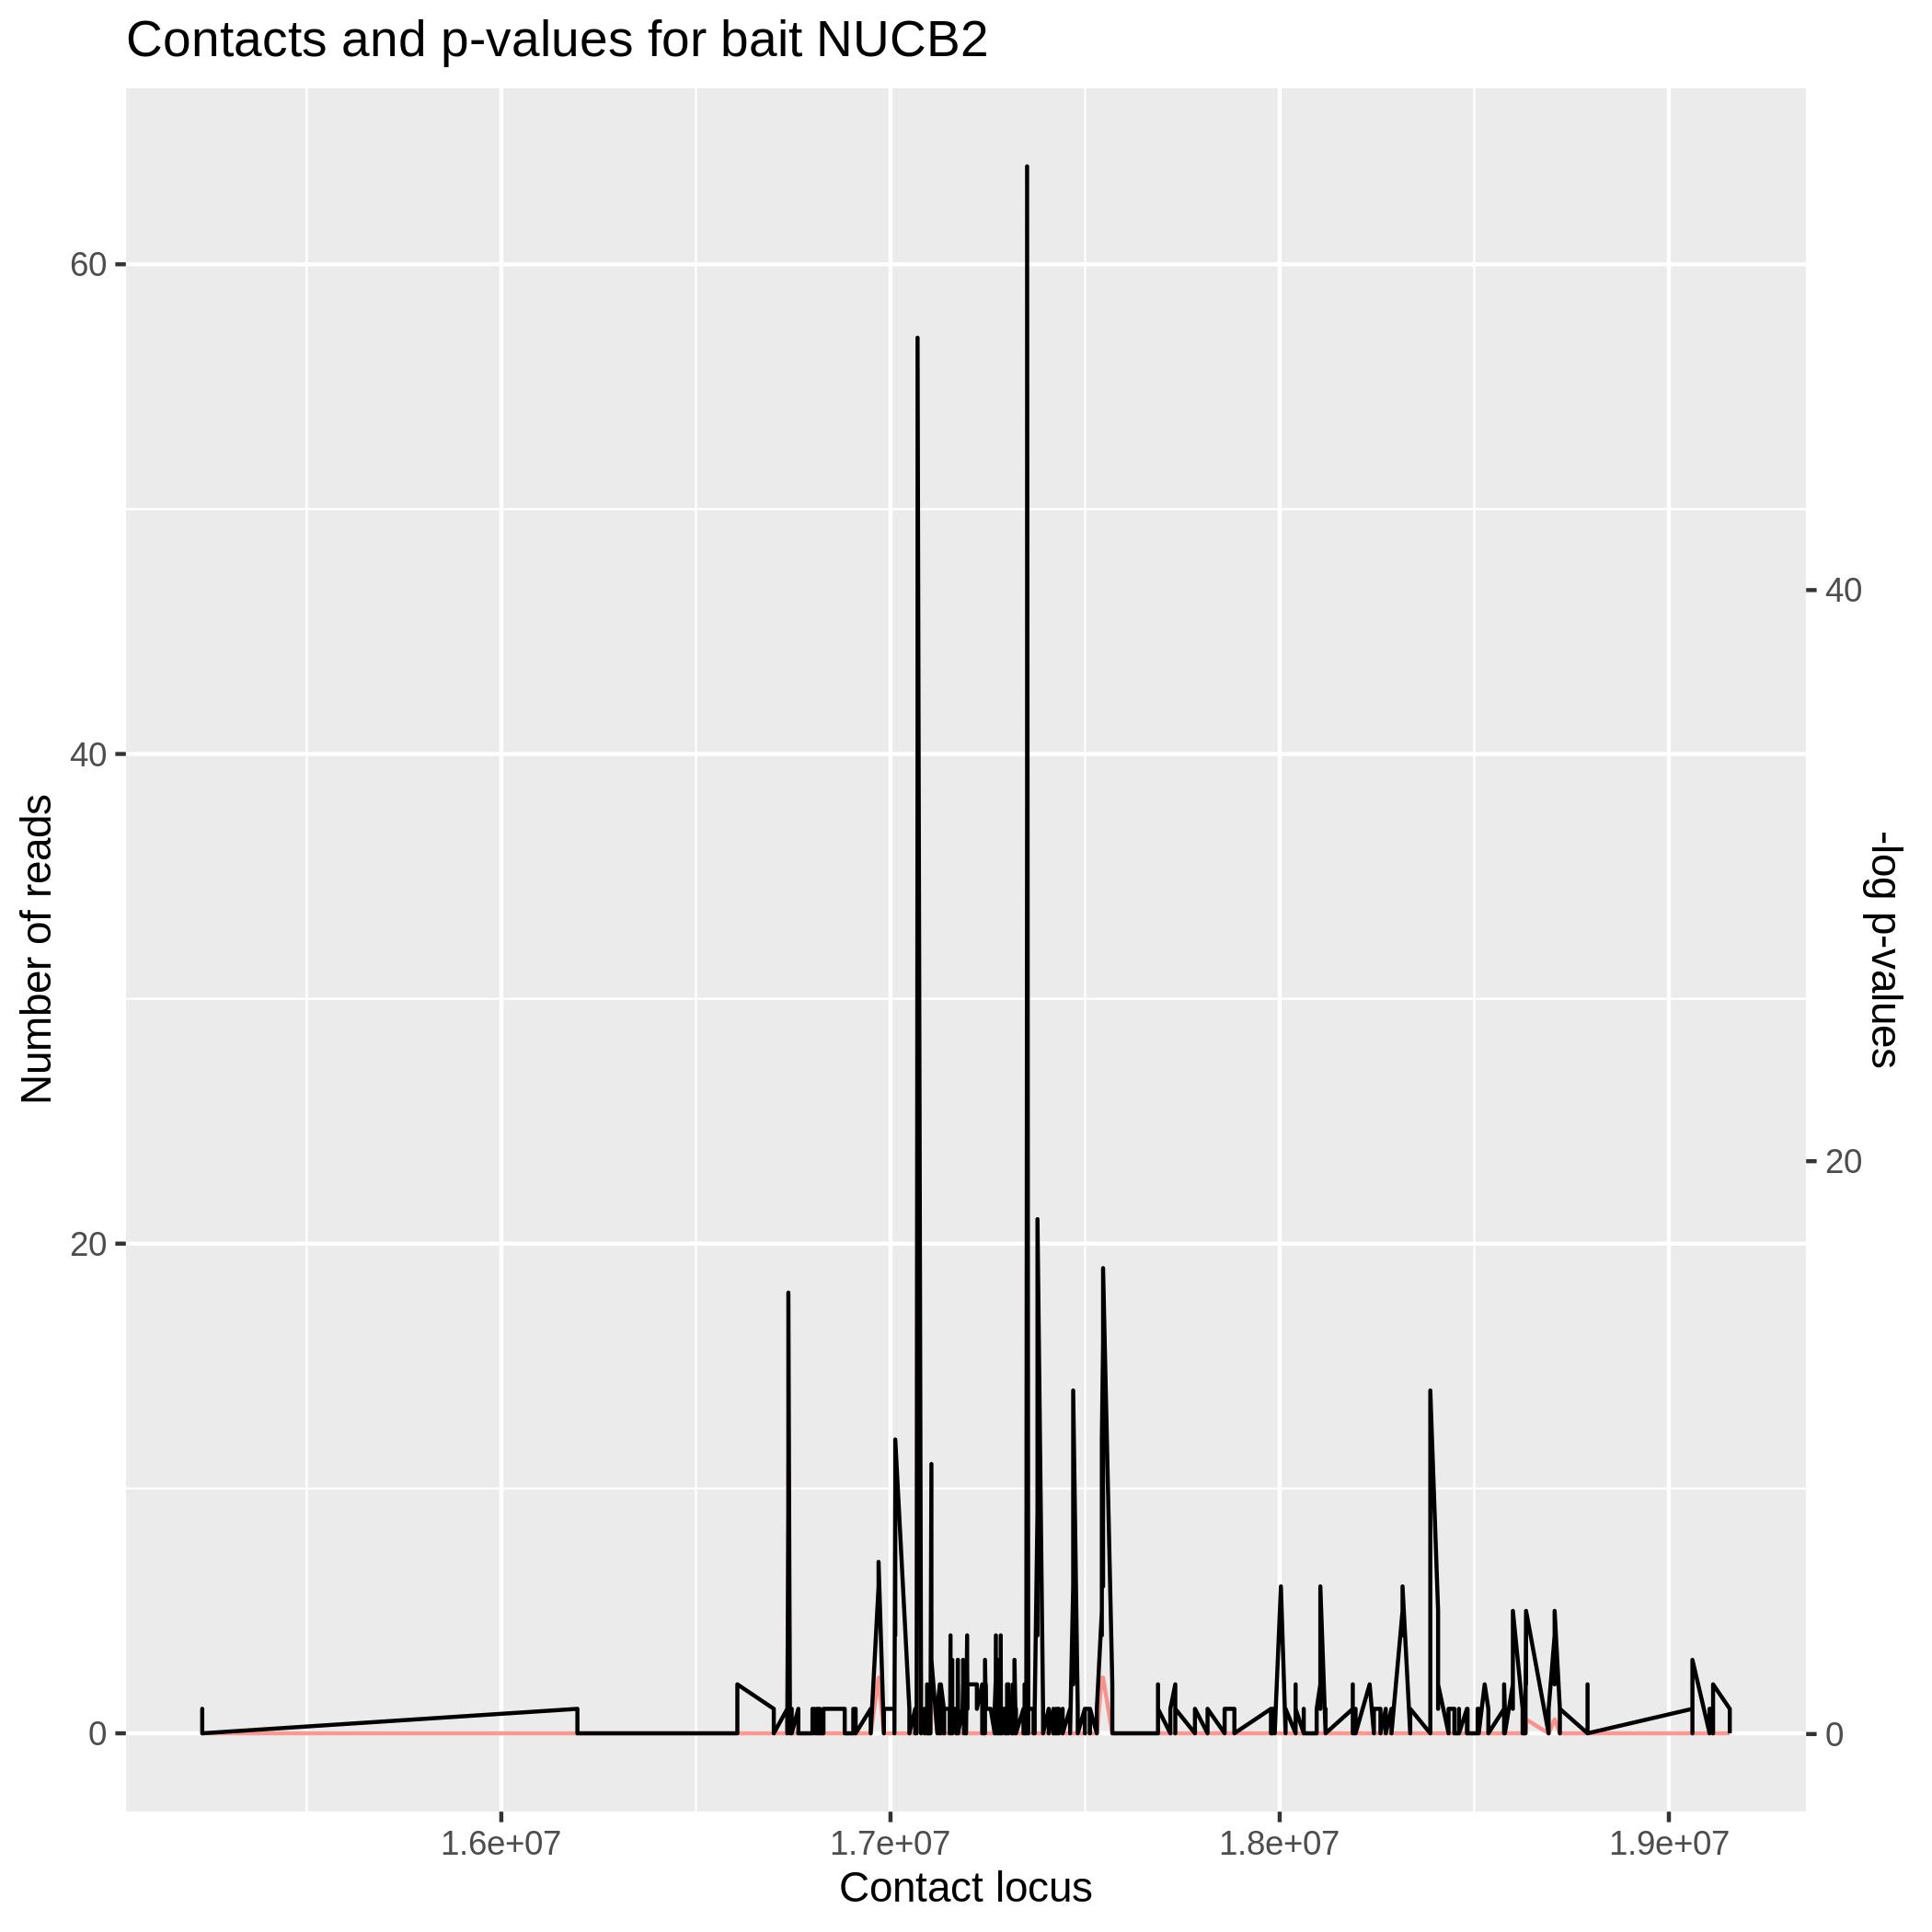 Contacts and p-values for bait NUCB2
60
40
20
0
Number of reads
40
20
0
-log p-values
1.6e+07 1.7e+07 1.8e+07 1.9e+07
Contact locus